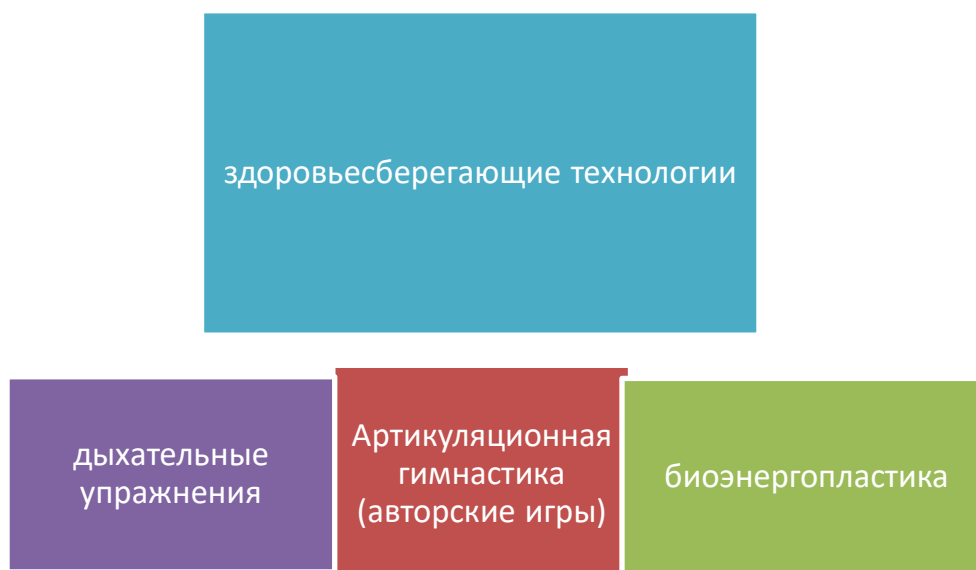 здоровьесберегающие технологии
дыхательные
упражнения
Артикуляционная
гимнастика
(авторские игры)
биоэнергопластика